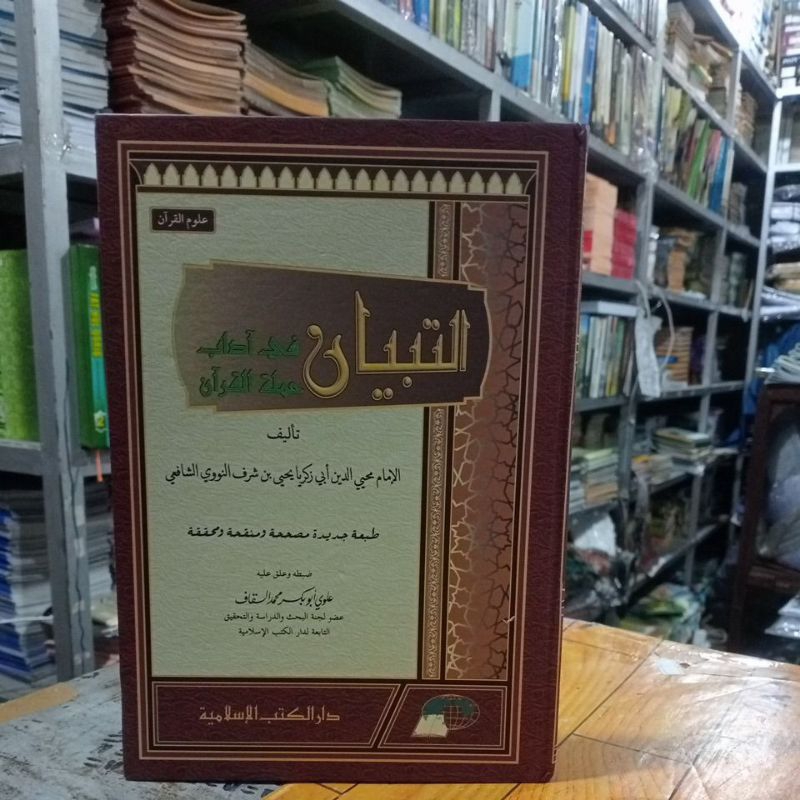 علوم القرآن
التبيان
في آداب
حملة القرآن
تأليف
الإمام محيي الدين أبي زكريا يحيى بن شرف النووي الشافعي
طبعة جديدة مصححة ومنقحة ومحققة
ضبطه وعلق عليه
علوي أبو بكر محمد السقاف
عضو لجنة البحث والدراسة والتحقيق
التابعة لدار الكتب الإسلامية
دار الكتب الإسلامية